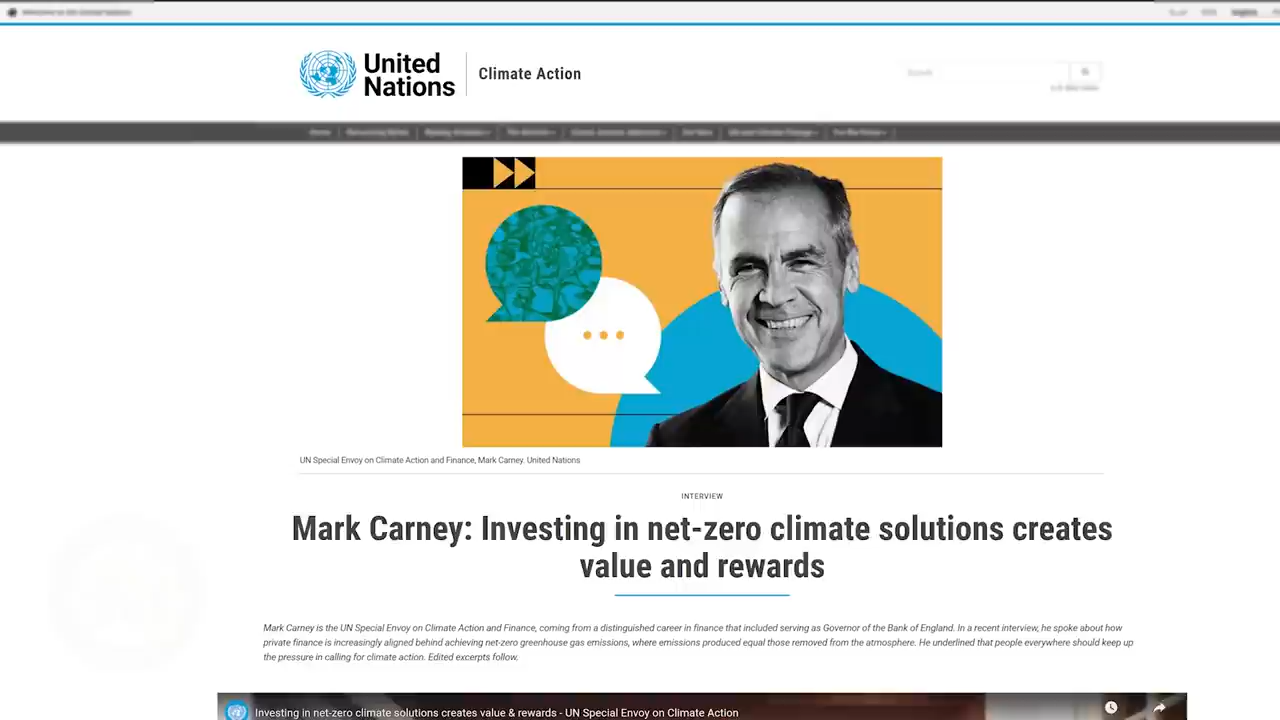 United
Nations
Climate Action
UN Special Envoy on Climate Action and Finance, Mark Carney. United Nations
INTERVIEW
Mark Carney: Investing in net-zero climate solutions creates
value and rewards
Mark Carney is the UN Special Envoy on Climate Action and Finance, coming from a distinguished career in finance that included serving as Governor of the Bank of England. In a recent interview, he spoke about how
private finance is increasingly aligned behind achieving net-zero greenhouse gas emissions, where emissions produced equal those removed from the atmosphere. He underlined that people everywhere should keep up
the pressure in calling for climate action. Edited excerpts follow.
Investing in net-zero climate solutions creates value & rewards - UN Special Envoy on Climate Action